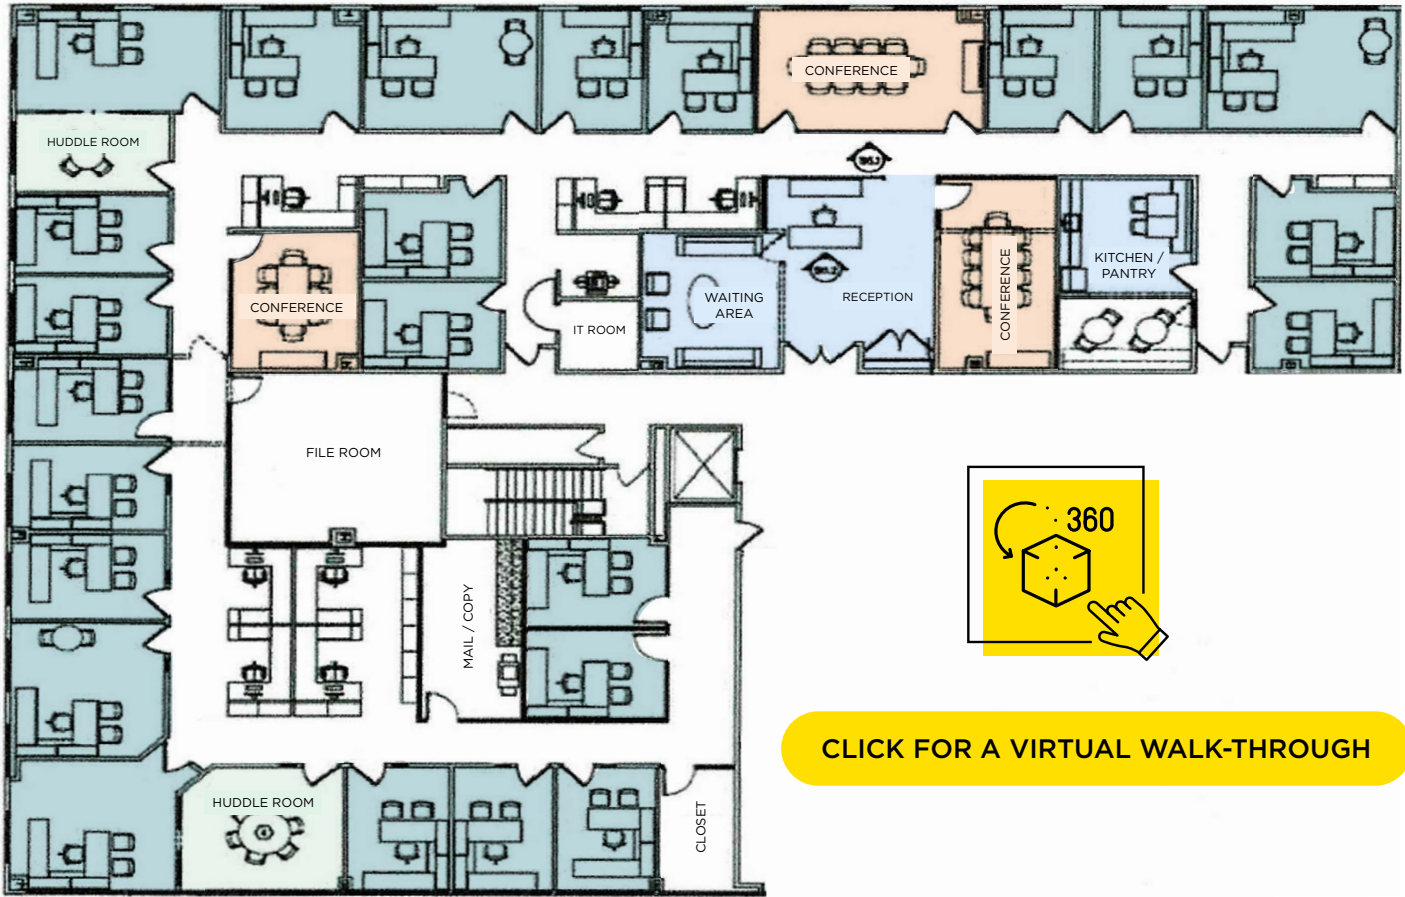 CONFERENCE
HUDDLE ROOM
CONFERENCE
KITCHEN /
PANTRY
WAITING
AREA
RECEPTION
CONFERENCE
IT ROOM
FILE ROOM
360
MAIL / COPY
CLICK FOR A VIRTUAL WALK-THROUGH
HUDDLE ROOM
CLOSET